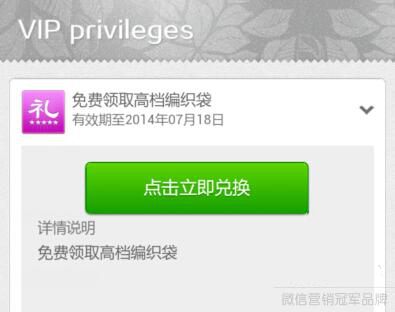 VIP privileges
礼
免费领取高档编织袋
有效期至2014年07月18日
点击立即兑换
详情说明
免费领取高档编织袋
微信营销冠军品牌